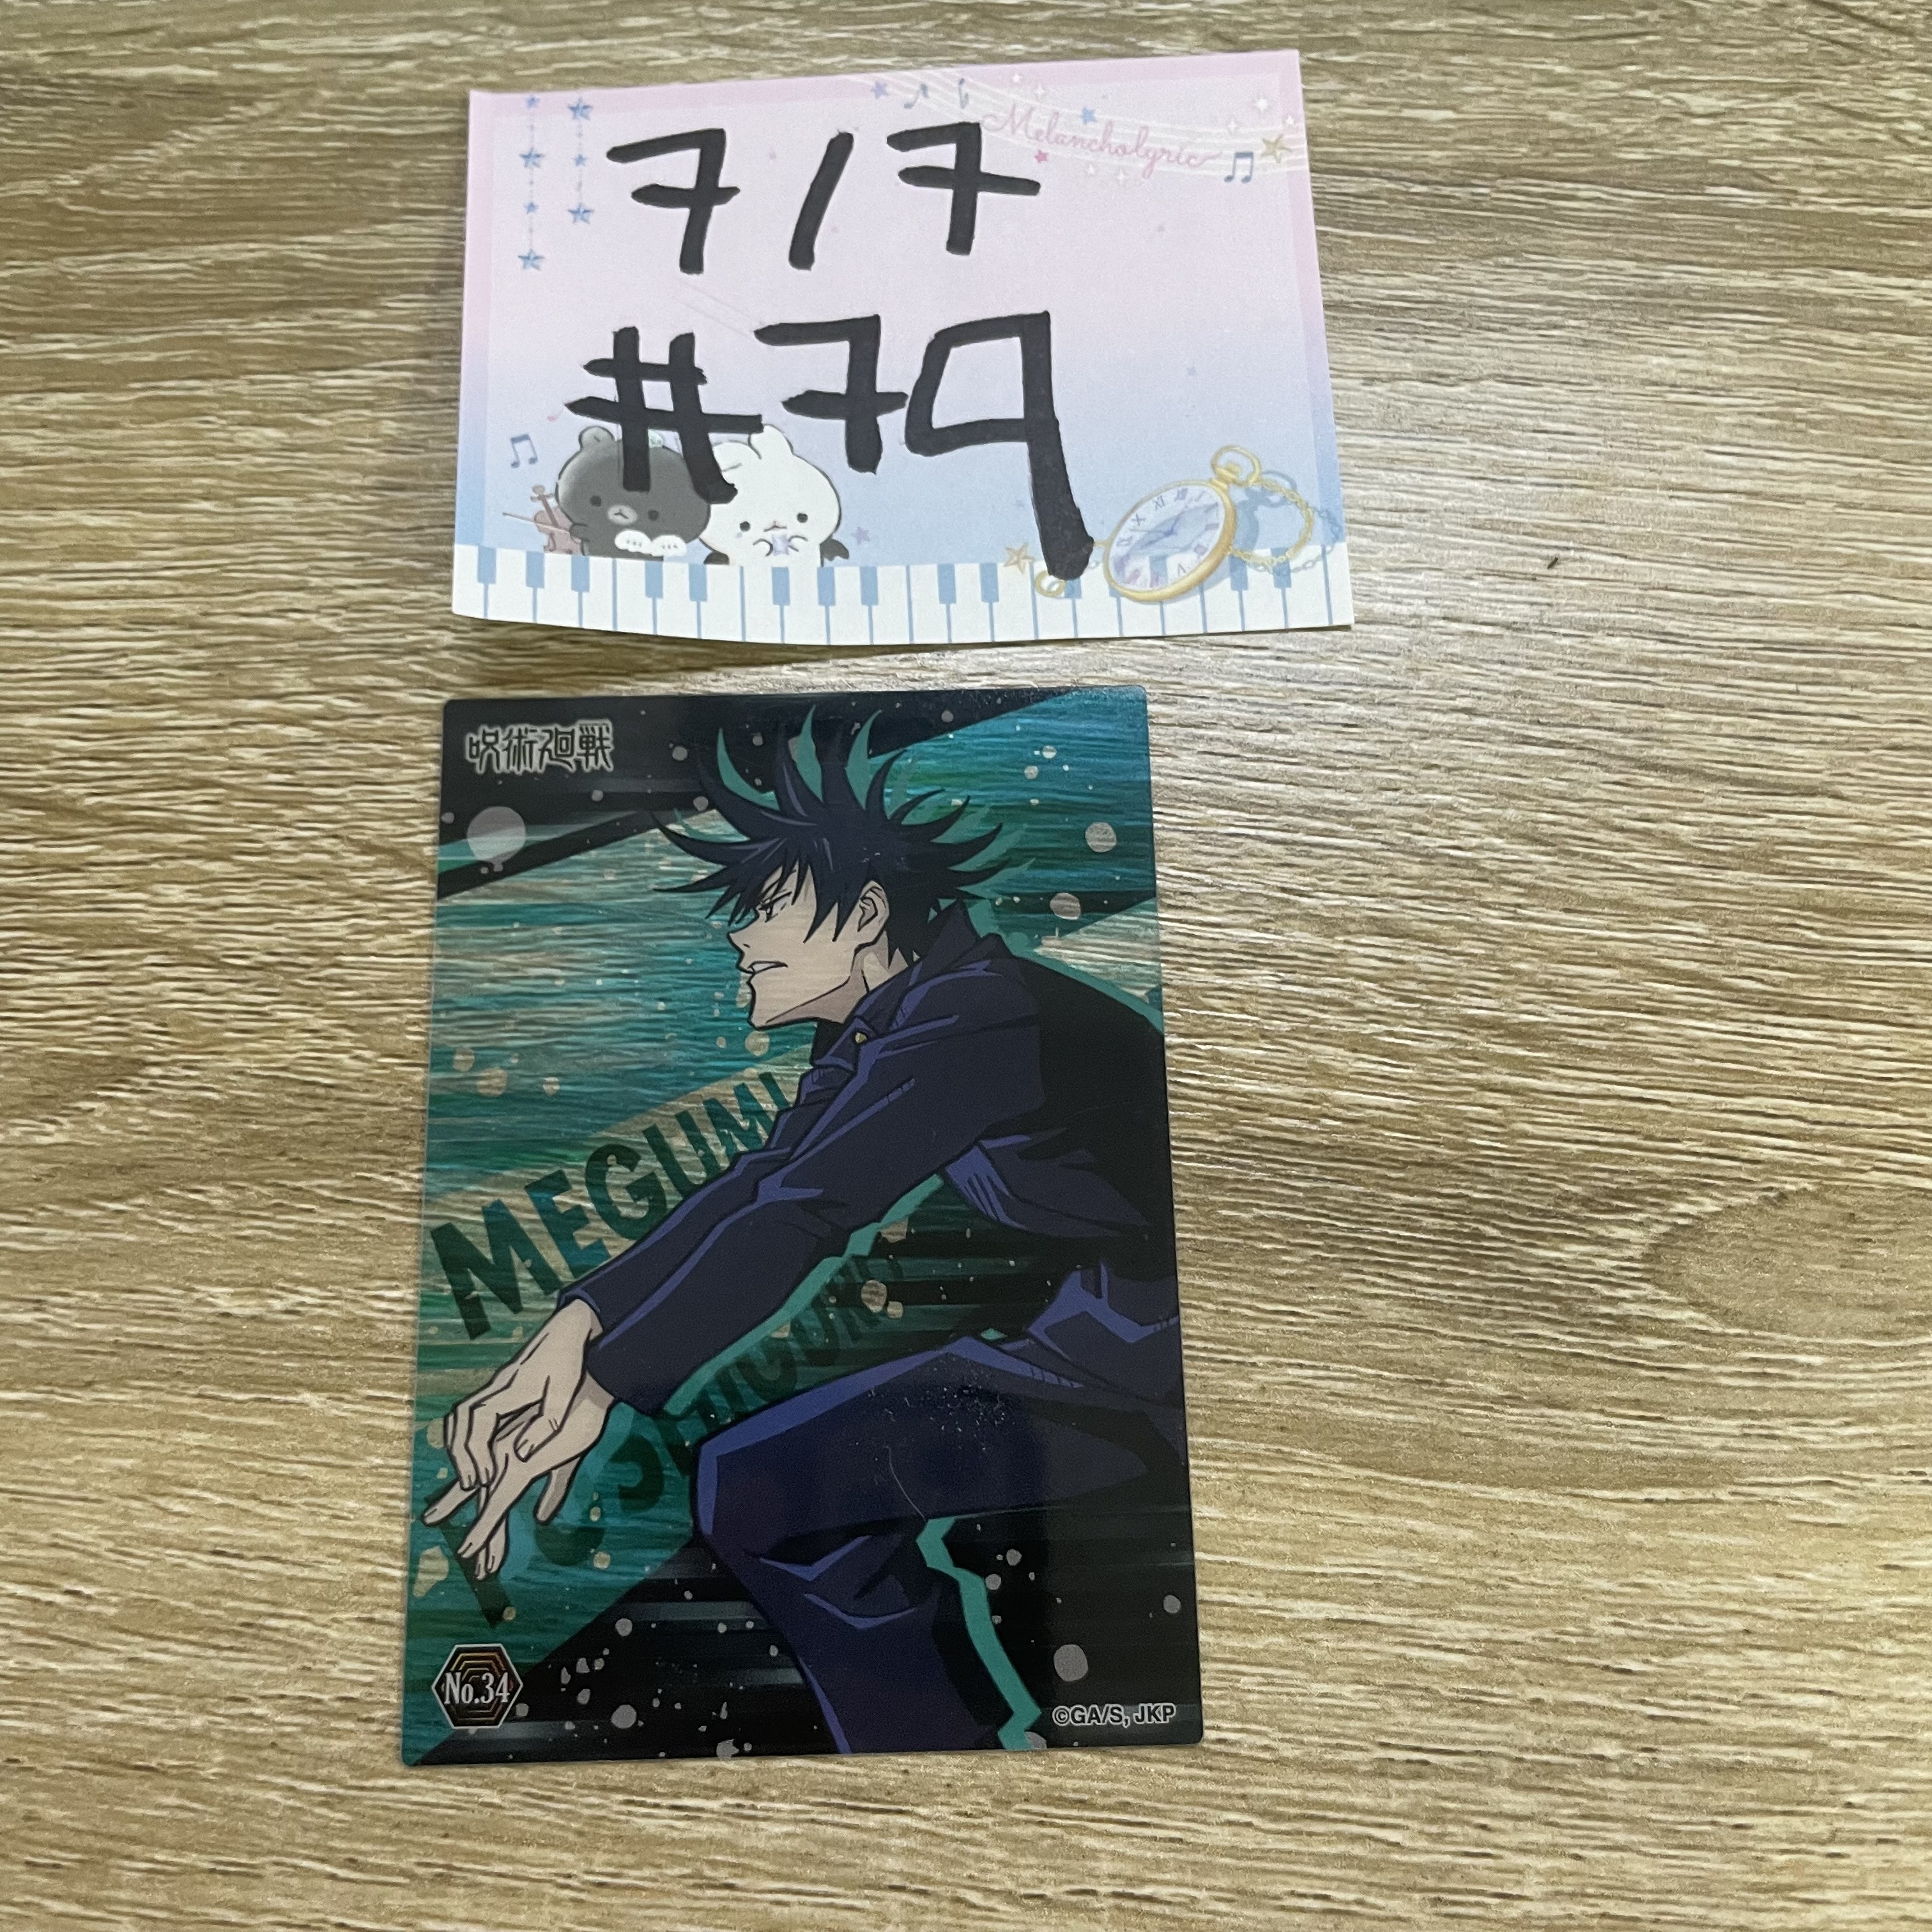 Melancholyric
7/7
#79
呪術廻戦
MEGUMI
FUSHIGURO
No.34
©GA/S, JKP